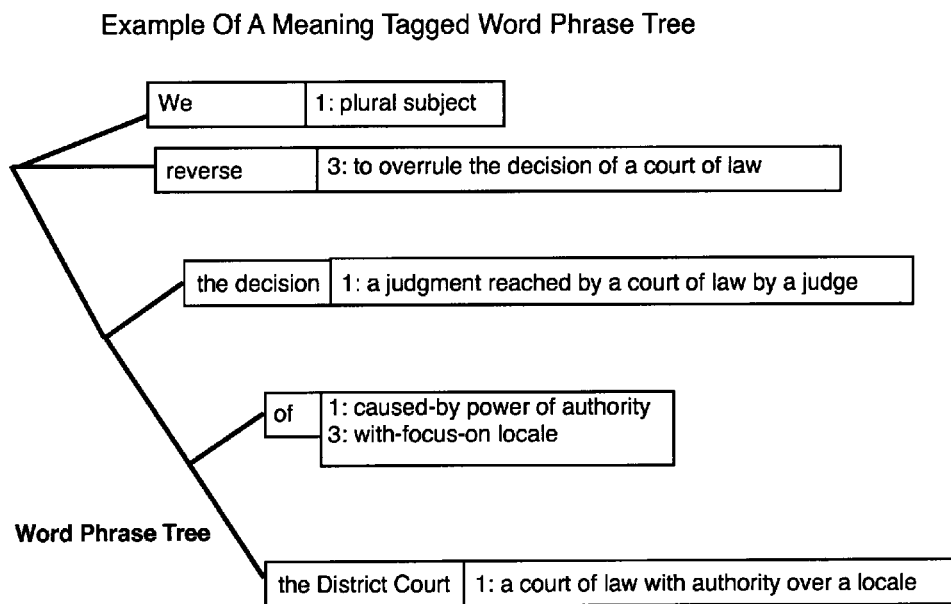 Example Of A Meaning Tagged Word Phrase Tree
We 1: plural subject
reverse 3: to overrule the decision of a court of law
the decision 1: a judgment reached by a court of law by a judge
of 1: caused-by power of authority
3: with-focus-on locale
Word Phrase Tree
the District Court 1: a court of law with authority over a locale